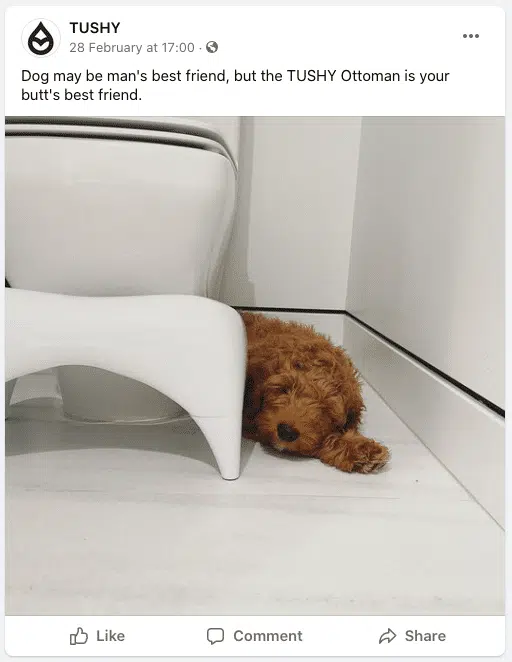 TUSHY
28 February at 17:00 ·
Dog may be man's best friend, but the TUSHY Ottoman is your
butt's best friend.
Like
Comment
Share